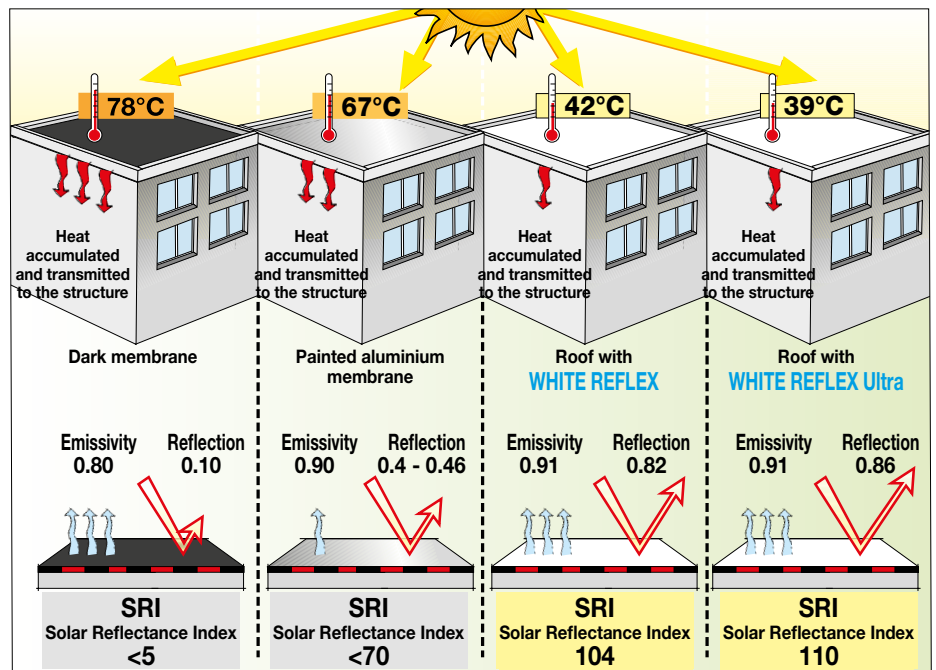 78°C
67°C
42°C
39°C
Heat
accumulated
and transmitted
to the structure
Heat
accumulated
and transmitted
to the structure
Heat
accumulated
and transmitted
to the structure
Heat
accumulated
and transmitted
to the structure
Dark membrane
Painted aluminium
membrane
Roof with
WHITE REFLEX
Roof with
WHITE REFLEX Ultra
Emissivity
0.80
Reflection
0.10
Emissivity
0.90
Reflection
0.4 - 0.46
Emissivity
0.91
Reflection
0.82
Emissivity
0.91
Reflection
0.86
SRI
Solar Reflectance Index
<5
SRI
Solar Reflectance Index
<70
SRI
Solar Reflectance Index
104
SRI
Solar Reflectance Index
110